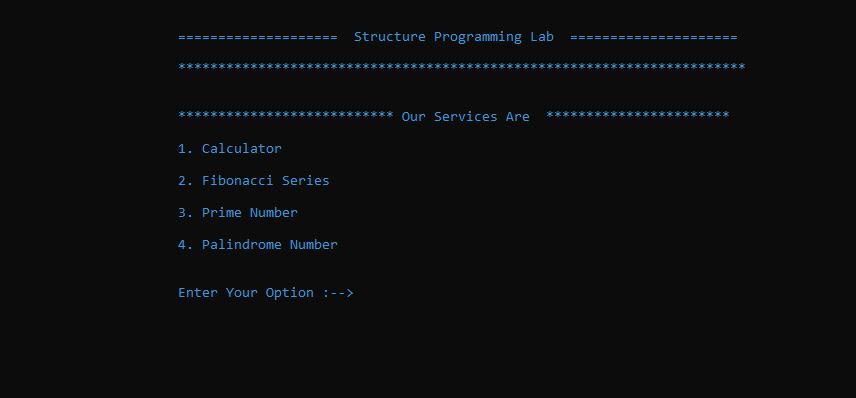 ====================  Structure Programming Lab  =====================
***********************************************************************
*************************** Our Services Are  ***********************
1. Calculator
2. Fibonacci Series
3. Prime Number
4. Palindrome Number
Enter Your Option :-->